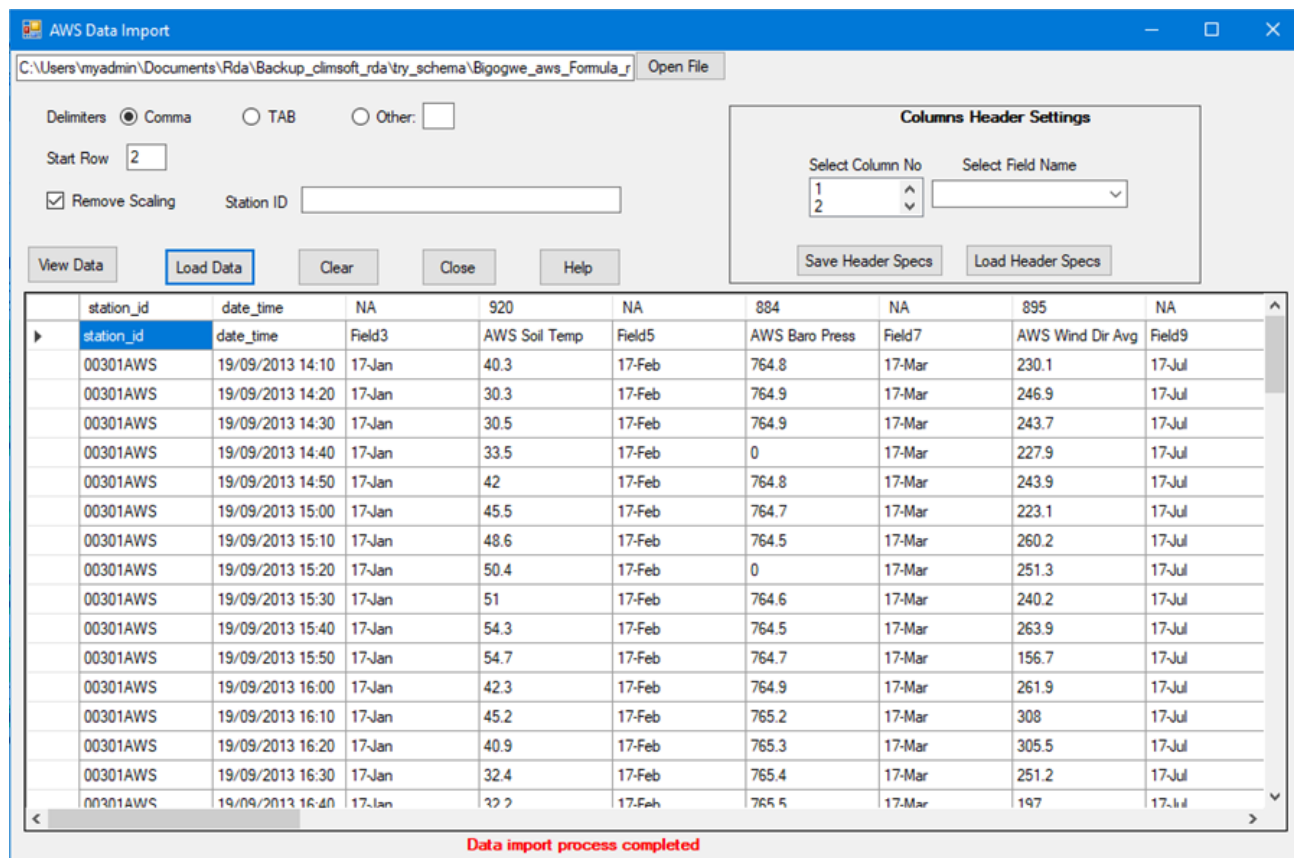 AWS Data Import
C:\Users\myadmin\Documents\Rda\Backup_climsoft_rda\try_schema\Bigogwe_aws_Formula_r Open File
Delimiters Comma TAB Other:
Columns Header Settings
Start Row 2
Select Column No Select Field Name
1
2
Remove Scaling Station ID
View Data Load Data Clear Close Help Save Header Specs Load Header Specs
station_id date_time NA 920 NA 884 NA 895 NA
station_id date_time Field3 AWS Soil Temp Field5 AWS Baro Press Field7 AWS Wind Dir Avg Field9
00301AWS 19/09/2013 14:10 17-Jan 40.3 17-Feb 764.8 17-Mar 230.1 17-Jul
00301AWS 19/09/2013 14:20 17-Jan 30.3 17-Feb 764.9 17-Mar 246.9 17-Jul
00301AWS 19/09/2013 14:30 17-Jan 30.5 17-Feb 764.9 17-Mar 243.7 17-Jul
00301AWS 19/09/2013 14:40 17-Jan 33.5 17-Feb 0 17-Mar 227.9 17-Jul
00301AWS 19/09/2013 14:50 17-Jan 42 17-Feb 764.8 17-Mar 243.9 17-Jul
00301AWS 19/09/2013 15:00 17-Jan 45.5 17-Feb 764.7 17-Mar 223.1 17-Jul
00301AWS 19/09/2013 15:10 17-Jan 48.6 17-Feb 764.5 17-Mar 260.2 17-Jul
00301AWS 19/09/2013 15:20 17-Jan 50.4 17-Feb 0 17-Mar 251.3 17-Jul
00301AWS 19/09/2013 15:30 17-Jan 51 17-Feb 764.6 17-Mar 240.2 17-Jul
00301AWS 19/09/2013 15:40 17-Jan 54.3 17-Feb 764.5 17-Mar 263.9 17-Jul
00301AWS 19/09/2013 15:50 17-Jan 54.7 17-Feb 764.7 17-Mar 156.7 17-Jul
00301AWS 19/09/2013 16:00 17-Jan 42.3 17-Feb 764.9 17-Mar 261.9 17-Jul
00301AWS 19/09/2013 16:10 17-Jan 45.2 17-Feb 765.2 17-Mar 308 17-Jul
00301AWS 19/09/2013 16:20 17-Jan 40.9 17-Feb 765.3 17-Mar 305.5 17-Jul
00301AWS 19/09/2013 16:30 17-Jan 32.4 17-Feb 765.4 17-Mar 251.2 17-Jul
00301AWS 19/09/2013 16:40 17-Jan 32.2 17-Feb 765.5 17-Mar 197 17-Jul
Data import process completed